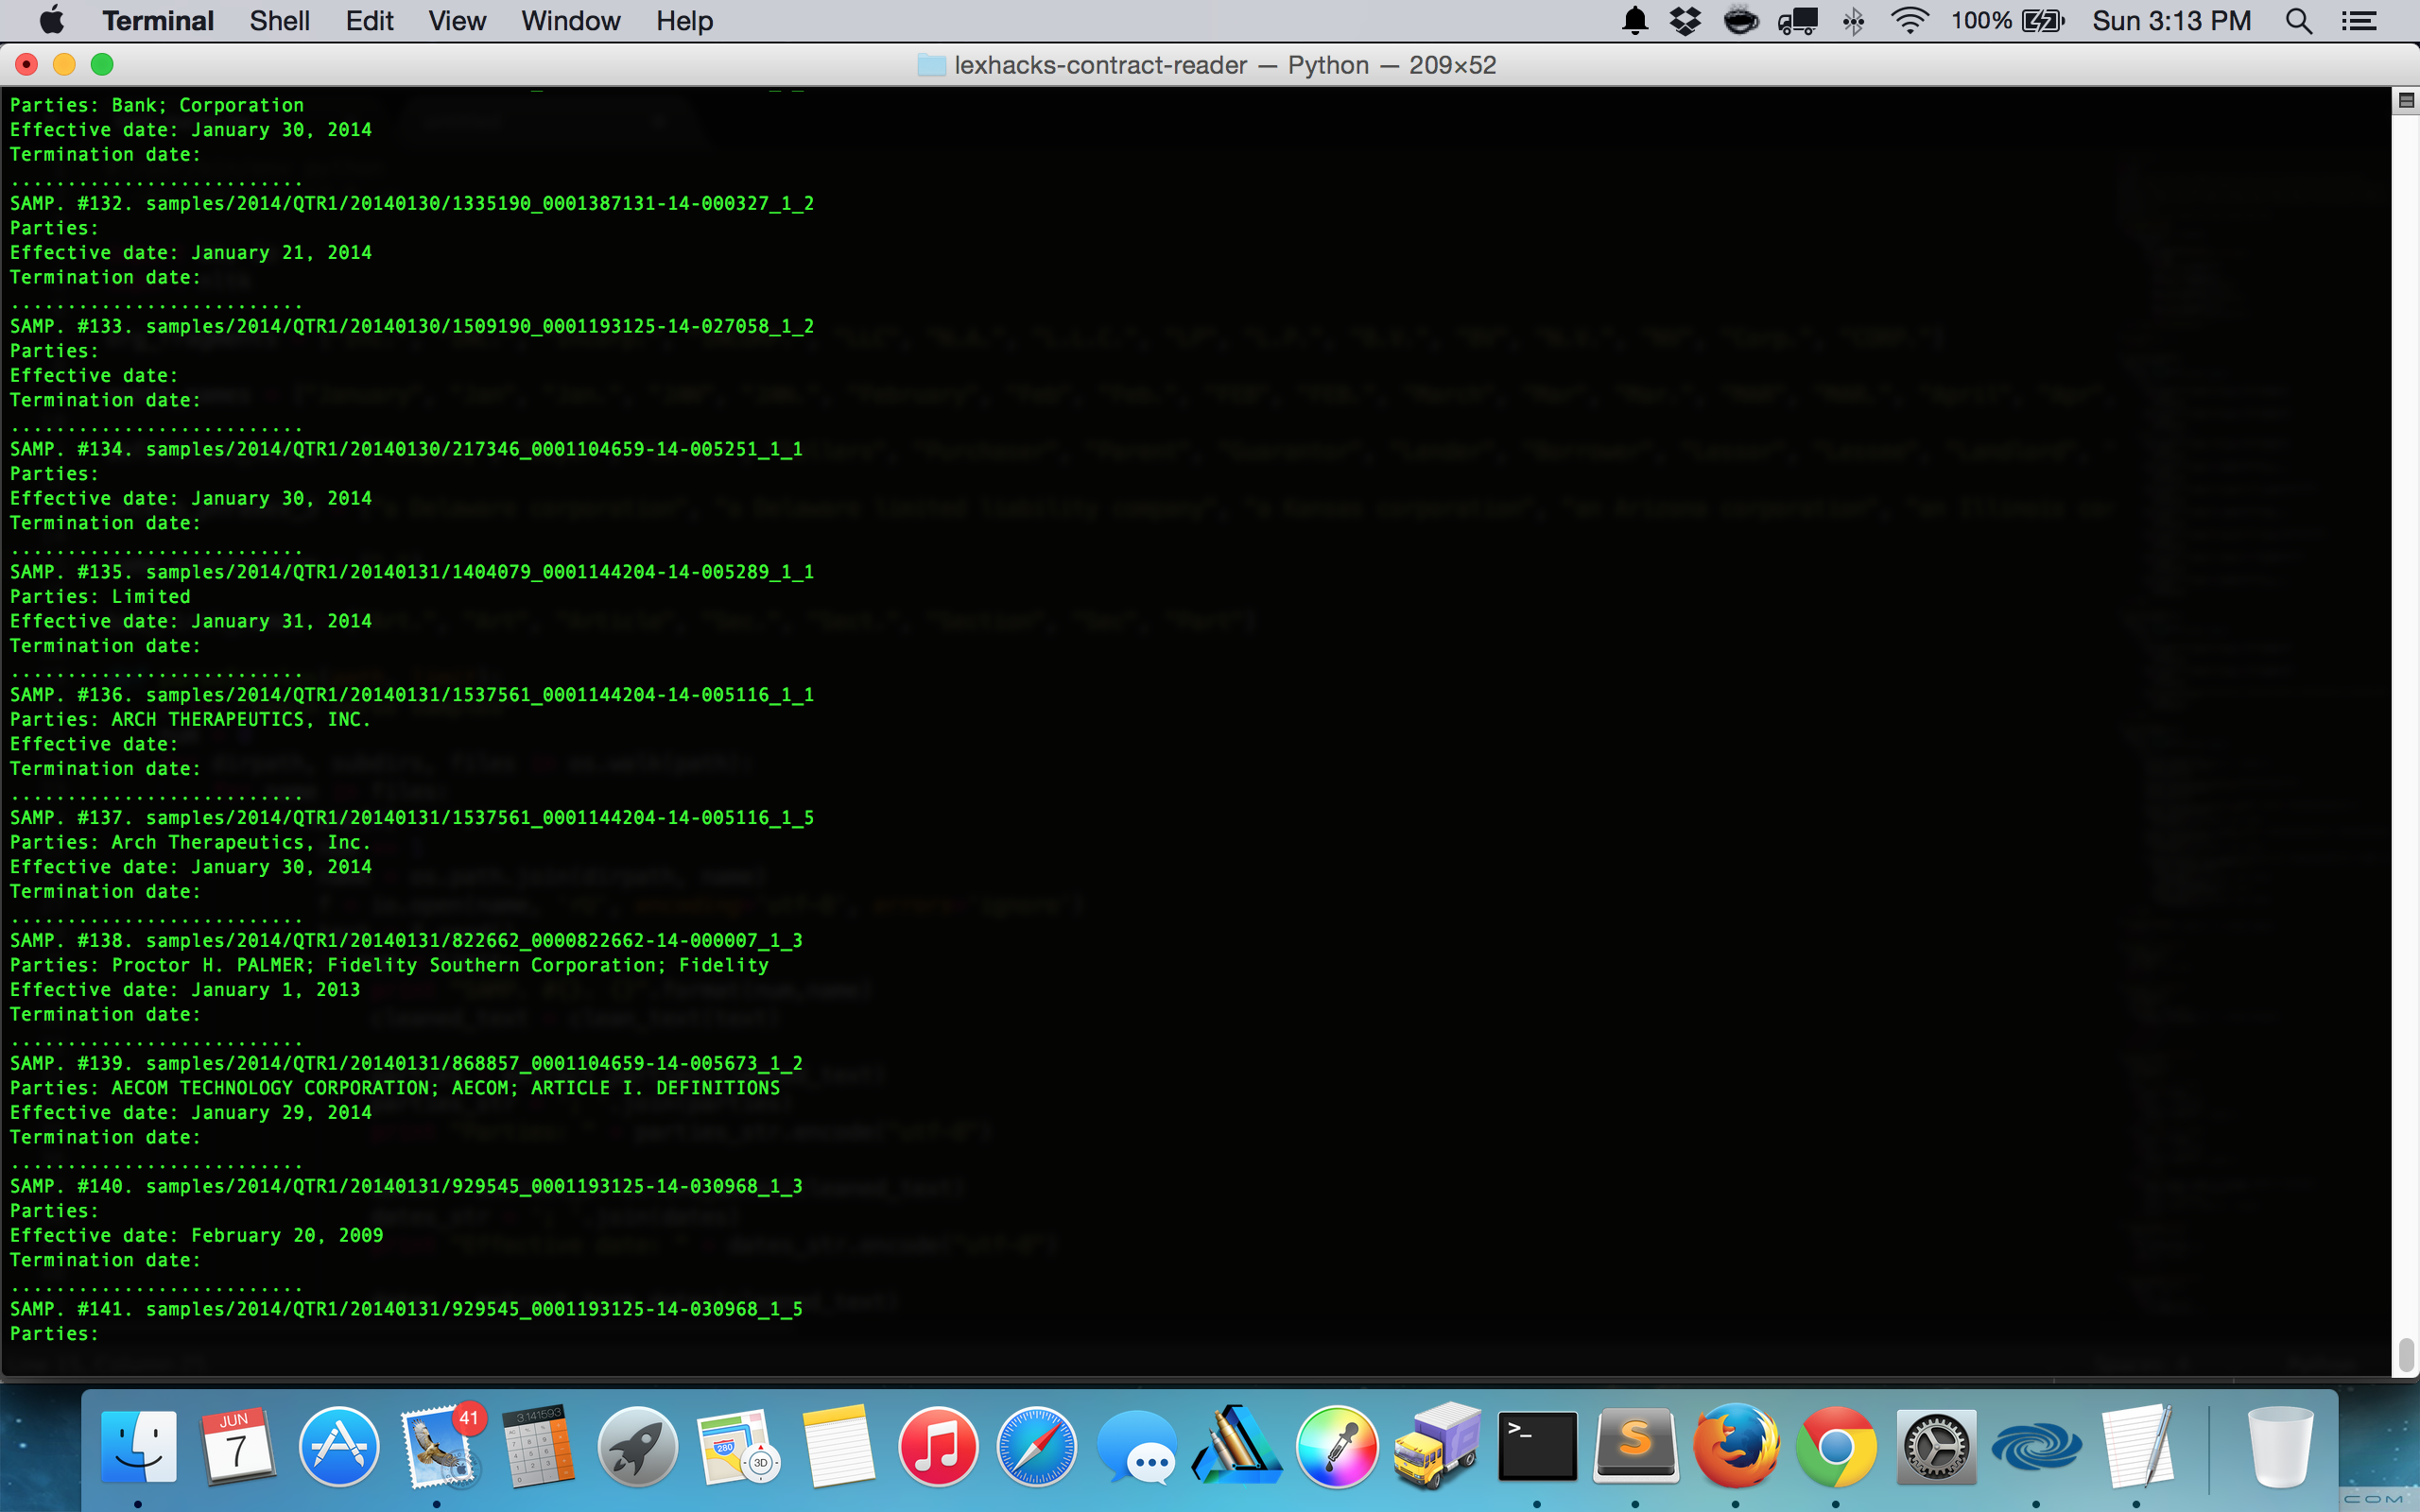 Terminal Shell Edit View Window Help 100% Sun 3:13 PM
lexhacks-contract-reader — Python — 209×52
Parties: Bank; Corporation
Effective date: January 30, 2014
Termination date:
..........................
SAMP. #132. samples/2014/QTR1/20140130/1335190_0001387131-14-000327_1_2
Parties:
Effective date: January 21, 2014
Termination date:
..........................
SAMP. #133. samples/2014/QTR1/20140130/1509190_0001193125-14-027058_1_2
Parties:
Effective date:
Termination date:
..........................
SAMP. #134. samples/2014/QTR1/20140130/217346_0001104659-14-005251_1_1
Parties:
Effective date: January 30, 2014
Termination date:
..........................
SAMP. #135. samples/2014/QTR1/20140131/1404079_0001144204-14-005289_1_1
Parties: Limited
Effective date: January 31, 2014
Termination date:
..........................
SAMP. #136. samples/2014/QTR1/20140131/1537561_0001144204-14-005116_1_1
Parties: ARCH THERAPEUTICS, INC.
Effective date:
Termination date:
..........................
SAMP. #137. samples/2014/QTR1/20140131/1537561_0001144204-14-005116_1_5
Parties: Arch Therapeutics, Inc.
Effective date: January 30, 2014
Termination date:
..........................
SAMP. #138. samples/2014/QTR1/20140131/822662_0000822662-14-000007_1_3
Parties: Proctor H. PALMER; Fidelity Southern Corporation; Fidelity
Effective date: January 1, 2013
Termination date:
..........................
SAMP. #139. samples/2014/QTR1/20140131/868857_0001104659-14-005673_1_2
Parties: AECOM TECHNOLOGY CORPORATION; AECOM; ARTICLE I. DEFINITIONS
Effective date: January 29, 2014
Termination date:
..........................
SAMP. #140. samples/2014/QTR1/20140131/929545_0001193125-14-030968_1_3
Parties:
Effective date: February 20, 2009
Termination date:
..........................
SAMP. #141. samples/2014/QTR1/20140131/929545_0001193125-14-030968_1_5
Parties:
JUN
7
41
3.141593
280
3D
>_
S
COM